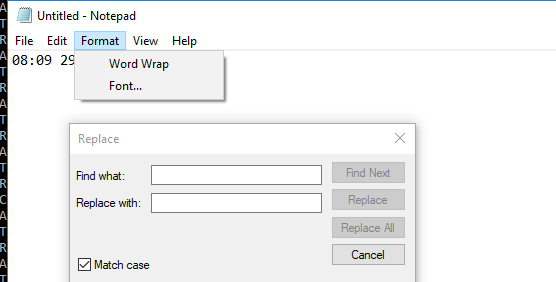 Untitled - Notepad
File Edit Format View Help
08:09 29
Word Wrap
Font...
Replace
Find what:
Find Next
Replace with:
Replace
Replace All
Cancel
Match case
A
T
R
A
T
R
A
T
R
A
T
R
C
A
T
R
A
T